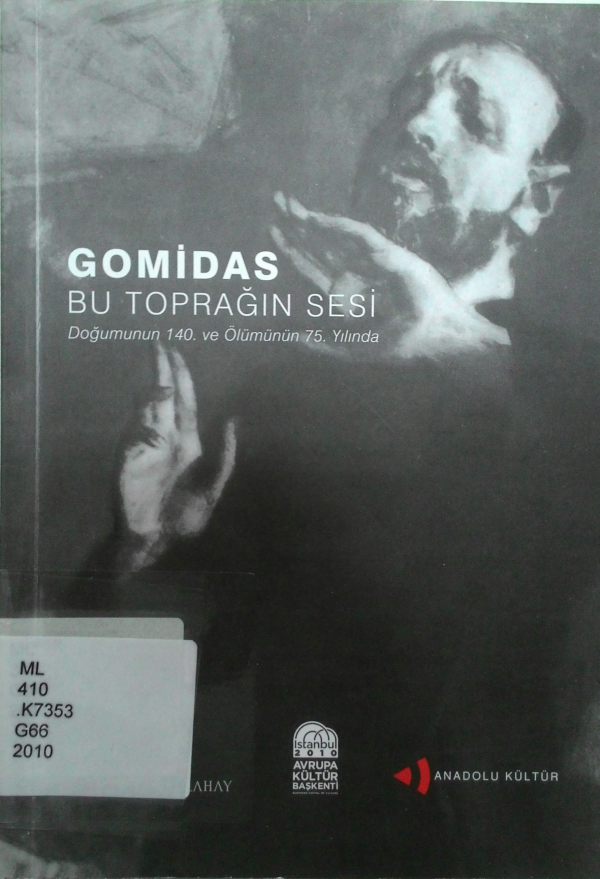 GOMİDAS
BU TOPRAĞIN SESİ
Doğumunun 140. ve Ölümünün 75. Yılında
ML
410
.K7353
G66
2010
LAHAY
İstanbul
2010
AVRUPA
KÜLTÜR
BAŞKENTİ
ANADOLU KÜLTÜR